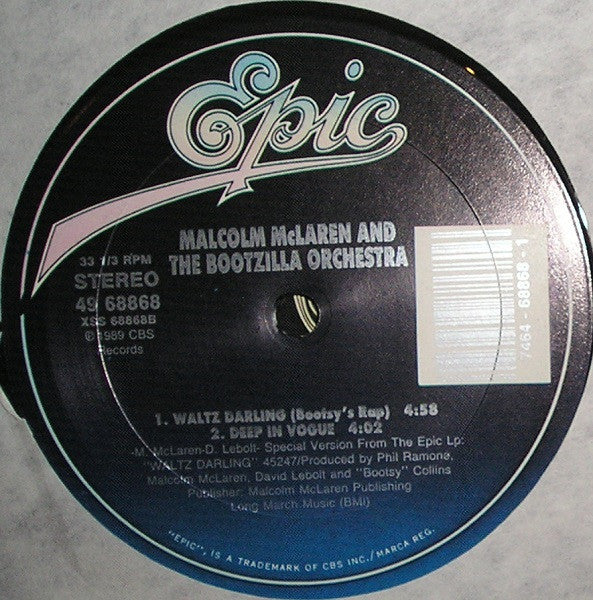 Epic
MALCOLM McLAREN AND
THE BOOTZILLA ORCHESTRA
33 1/3 RPM
STEREO
49 68868
XSS 68868B
℗ 1989 CBS
Records
7464 - 68868 - 1
1. WALTZ DARLING (Bootsy's Rap) 4:58
2. DEEP IN VOGUE 4:02
-M. McLaren-D. Lebolt- Special Version From The Epic Lp:
"WALTZ DARLING" 45247/Produced by Phil Ramone,
Malcolm McLaren, David Lebolt and "Bootsy" Collins
Publisher: Malcolm McLaren Publishing
Long March Music (BMI)
"EPIC", IS A TRADEMARK OF CBS INC./MARCA REG.